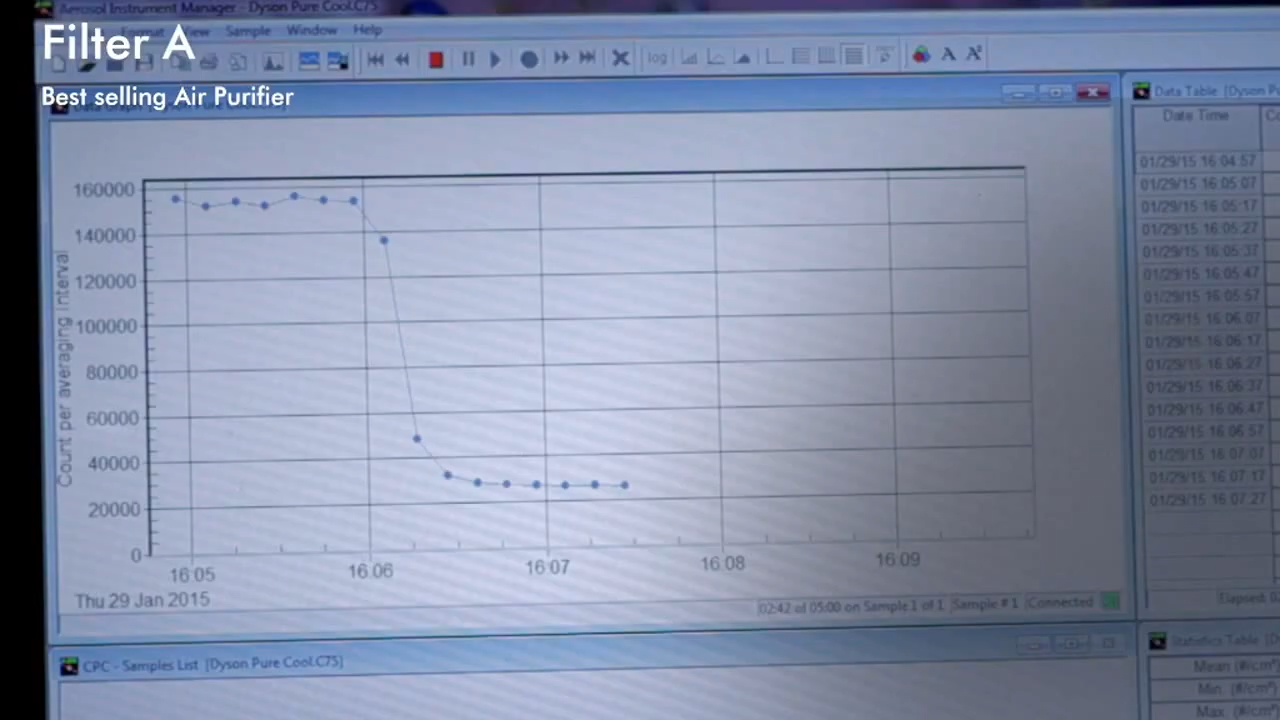 Aerosol Instrument Manager - Dyson Pure Cool.C75
Filter A
Format View Sample Window Help
log
A A
Best selling Air Purifier
Data Table [Dyson Pu
Date Time
160000
140000
120000
100000
80000
60000
40000
20000
0
Count per averaging Interval
16:05 16:06 16:07 16:08 16:09
Thu 29 Jan 2015
02:42 of 05:00 on Sample 1 of 1 Sample # 1 Connected
01/29/15 16:04:57
01/29/15 16:05:07
01/29/15 16:05:17
01/29/15 16:05:27
01/29/15 16:05:37
01/29/15 16:05:47
01/29/15 16:05:57
01/29/15 16:06:07
01/29/15 16:06:17
01/29/15 16:06:27
01/29/15 16:06:37
01/29/15 16:06:47
01/29/15 16:06:57
01/29/15 16:07:07
01/29/15 16:07:17
01/29/15 16:07:27
Elapsed: 0
CPC - Samples List [Dyson Pure Cool.C75]
Statistics Table [D
Mean (#/cm³
Min. (#/cm³
Max. (#/cm³